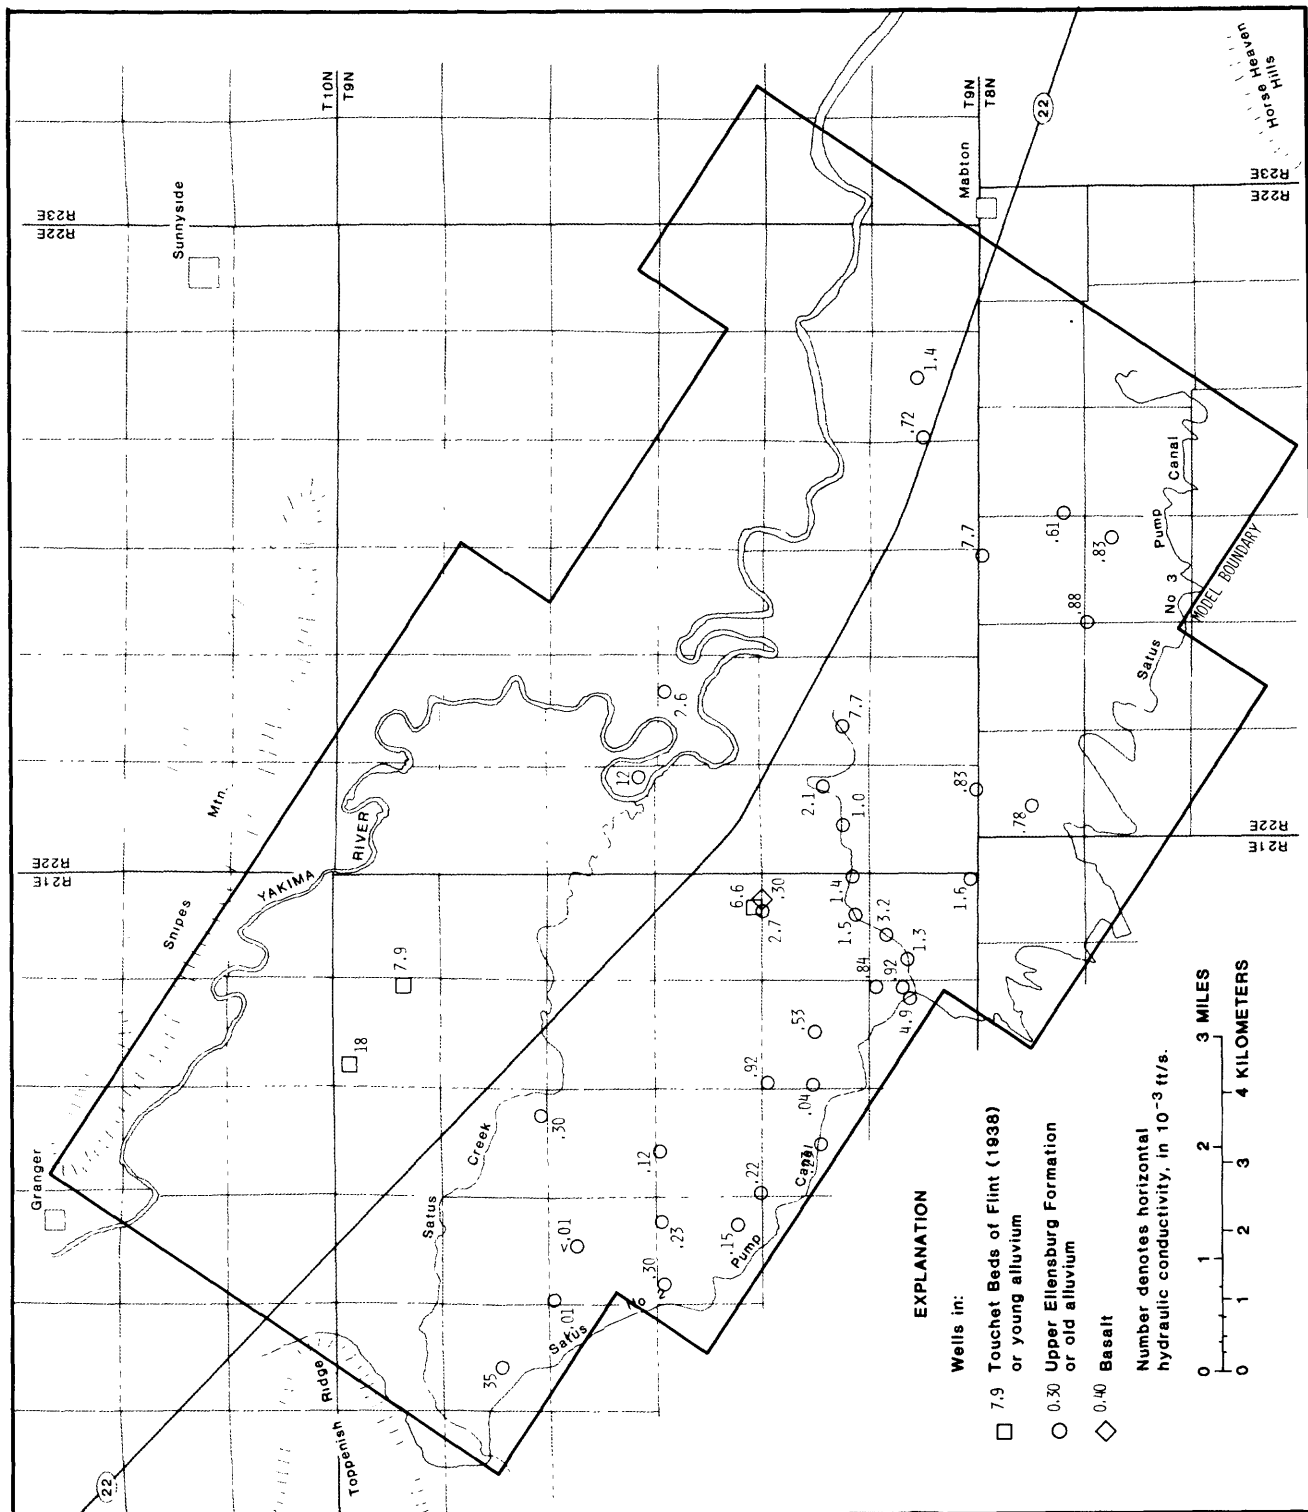 22
Toppenish
Ridge
Granger
Snipes
Mtn.
YAKIMA
RIVER
Sunnyside
R21E
R22E
R22E
R23E
T10N
T9N
Satus
Creek
18
7.9
35
.01
<.01
.30
.30
.23
.12
12
7.6
6.6
2.7
.30
.15
.22
.92
.04
.53
.84
.92
4.9
1.3
3.2
1.5
1.4
1.0
2.1
7.7
.72
1.4
Satus
No 2
Pump
Canal
Mabton
T9N
T8N
22
1.6
.83
.78
7.7
.88
.61
.83
R21E
R22E
R22E
R23E
Satus
No 3
Pump
Canal
MODEL BOUNDARY
Horse Heaven
Hills
EXPLANATION
Wells in:
7.9 Touchet Beds of Flint (1938)
or young alluvium
0.30 Upper Ellensburg Formation
or old alluvium
0.40 Basalt
Number denotes horizontal
hydraulic conductivity, in 10⁻³ ft/s.
0 1 2 3 MILES
0 1 2 3 4 KILOMETERS